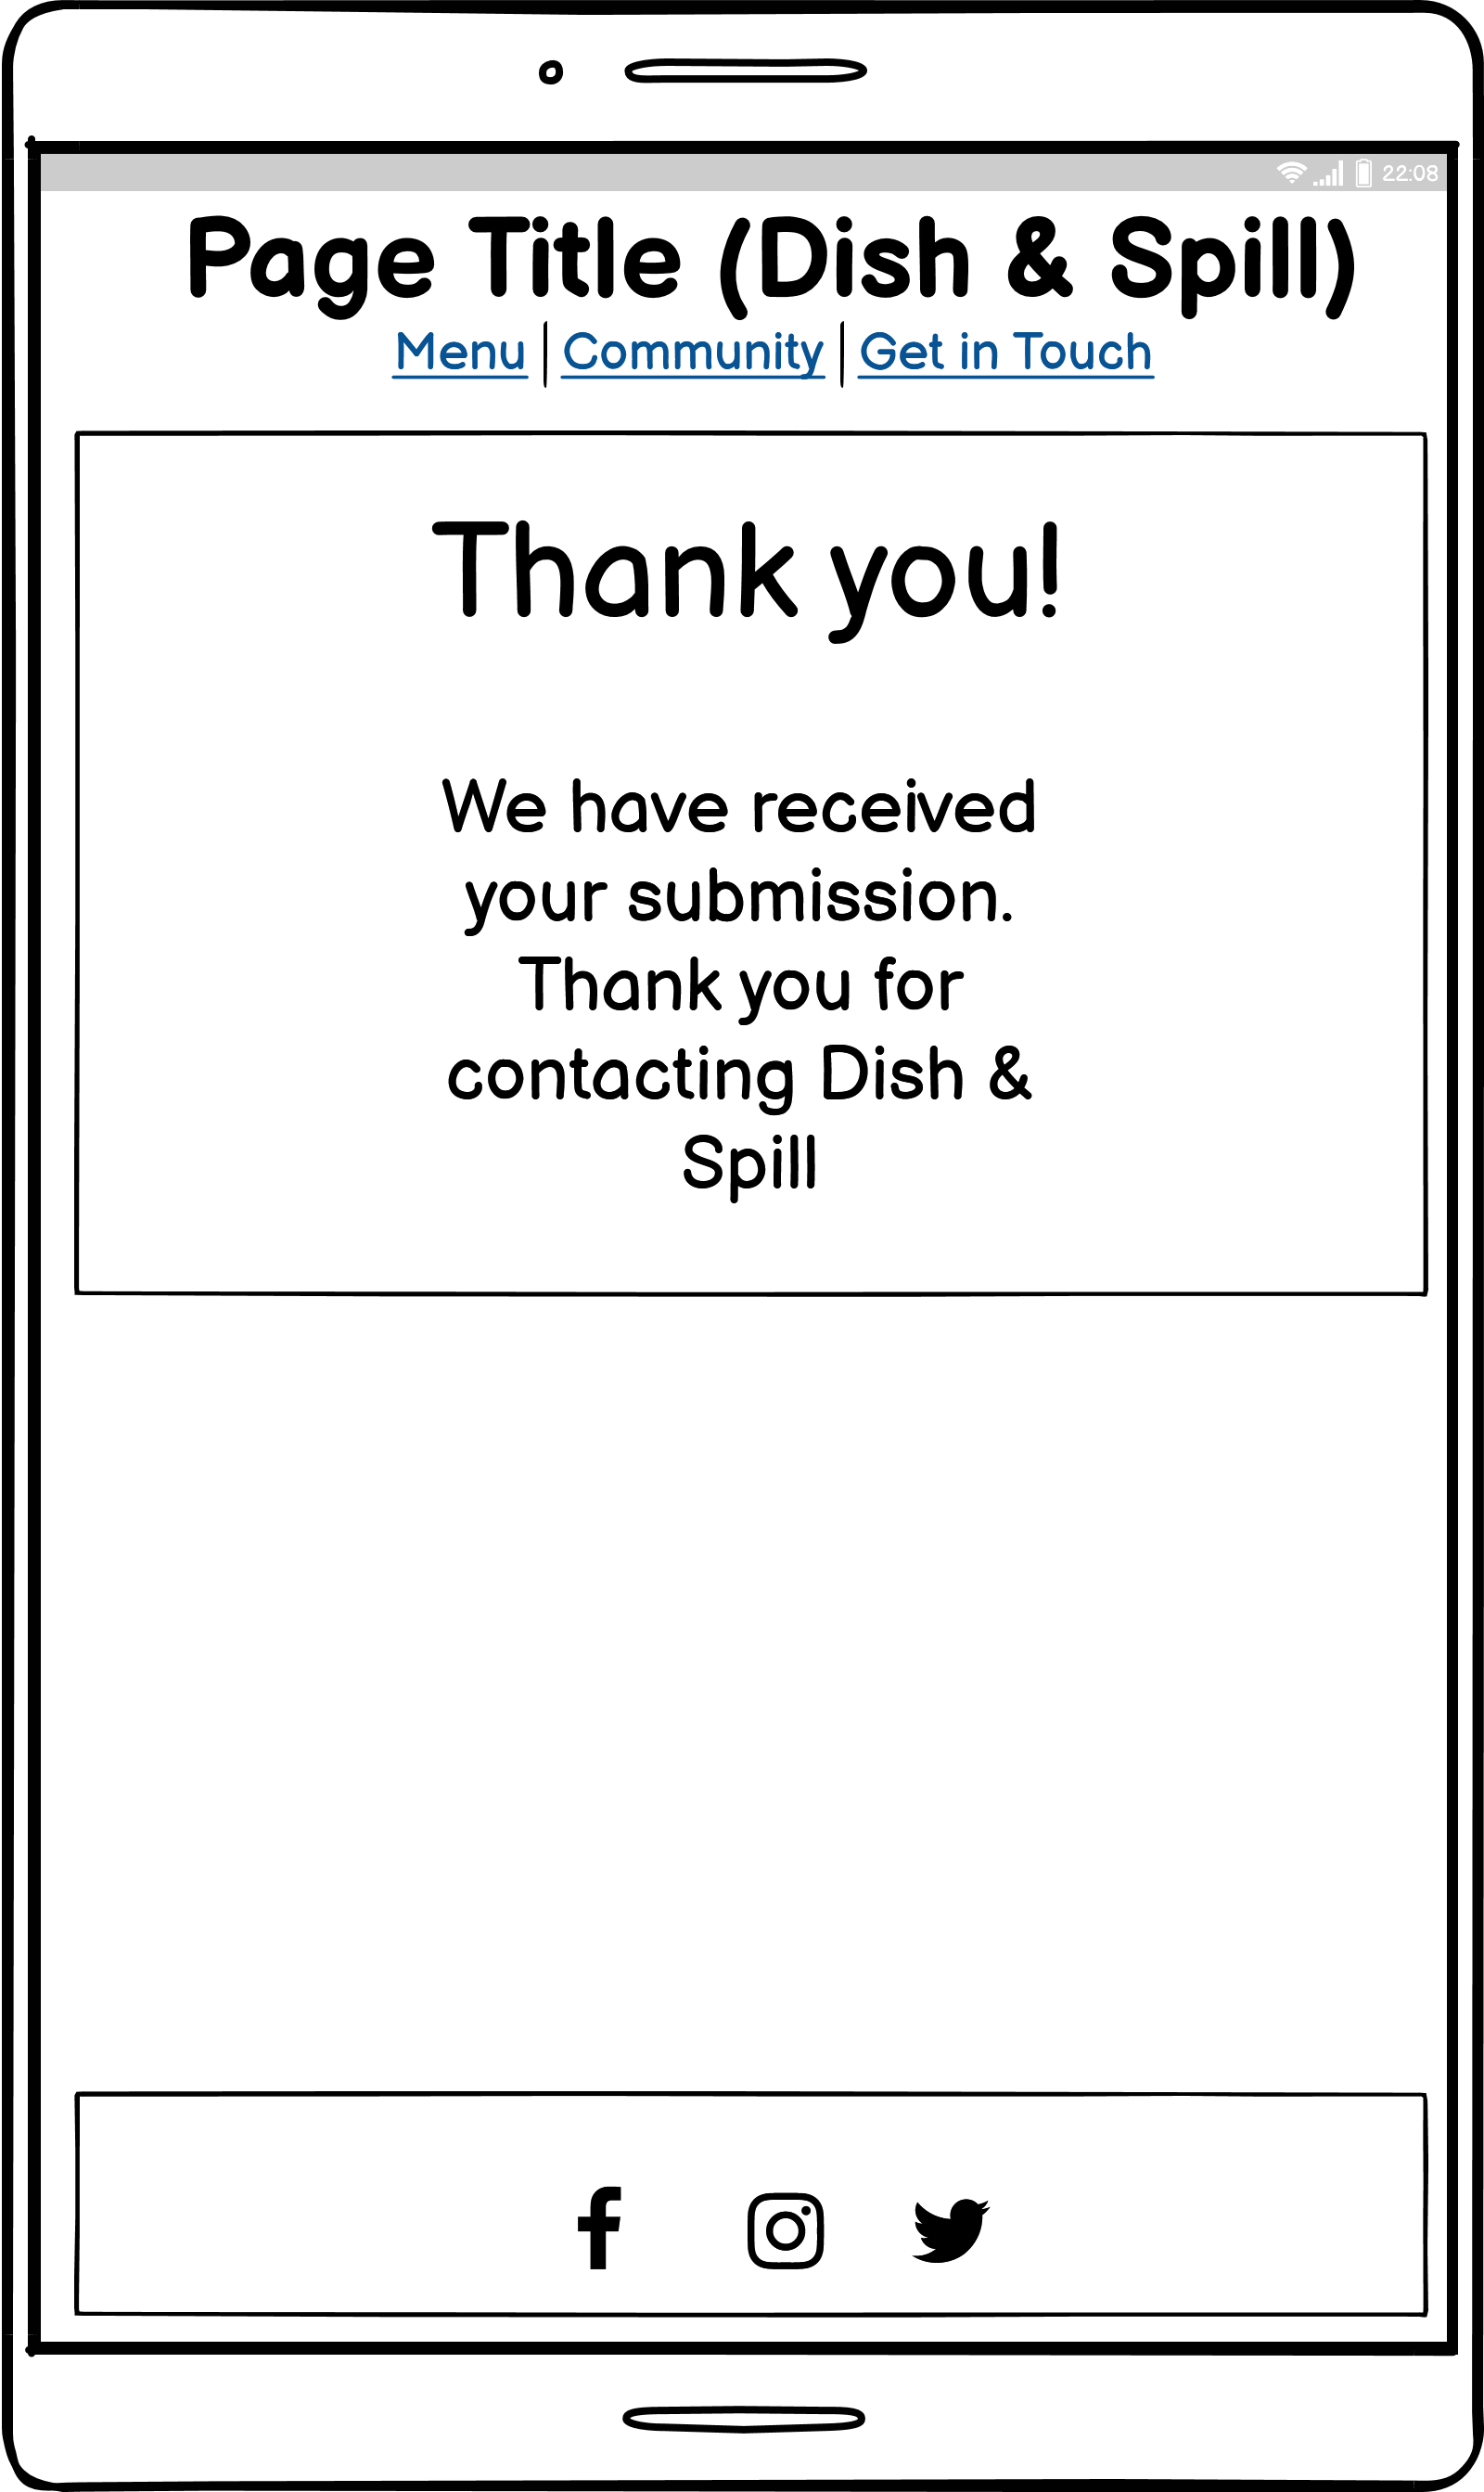 22:08
Page Title (Dish & Spill)
Menu | Community | Get in Touch
Thank you!
We have received
your submission.
Thank you for
contacting Dish &
Spill